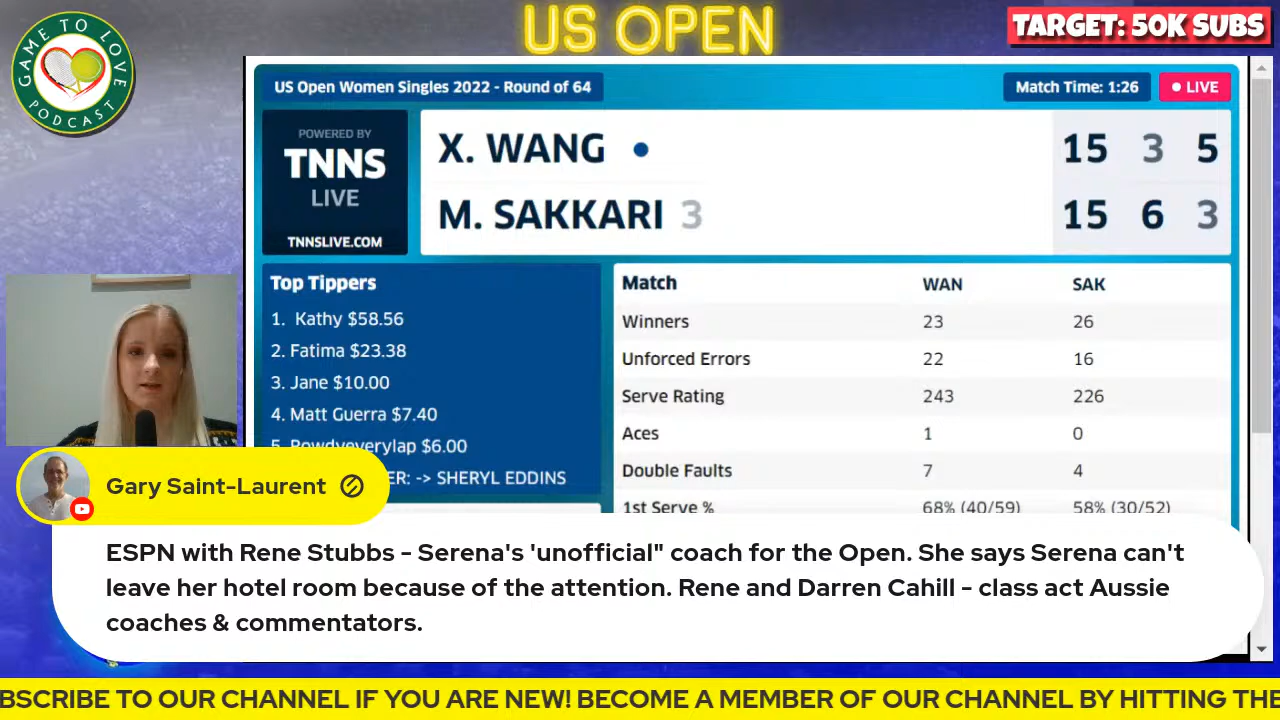 GAME TO LOVE
PODCAST
US OPEN
TARGET: 50K SUBS
US Open Women Singles 2022 - Round of 64
Match Time: 1:26
LIVE
POWERED BY
TNNS
LIVE
TNNSLIVE.COM
X. WANG
15 3 5
M. SAKKARI 3
15 6 3
Top Tippers
1. Kathy $58.56
2. Fatima $23.38
3. Jane $10.00
4. Matt Guerra $7.40
5. Rowdyeverylap $6.00
ER: -> SHERYL EDDINS
Match WAN SAK
Winners 23 26
Unforced Errors 22 16
Serve Rating 243 226
Aces 1 0
Double Faults 7 4
1st Serve % 68% (40/59) 58% (30/52)
Gary Saint-Laurent
ESPN with Rene Stubbs - Serena's 'unofficial" coach for the Open. She says Serena can't
leave her hotel room because of the attention. Rene and Darren Cahill - class act Aussie
coaches & commentators.
BSCRIBE TO OUR CHANNEL IF YOU ARE NEW! BECOME A MEMBER OF OUR CHANNEL BY HITTING THE